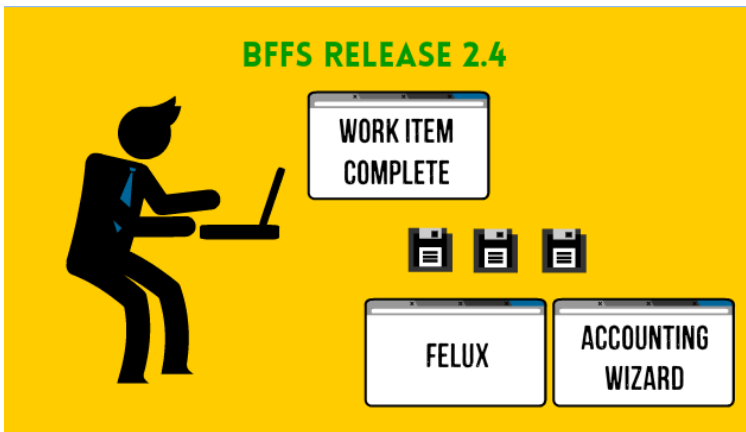 BFFS RELEASE 2.4
WORK ITEM
COMPLETE
FELUX
ACCOUNTING
WIZARD